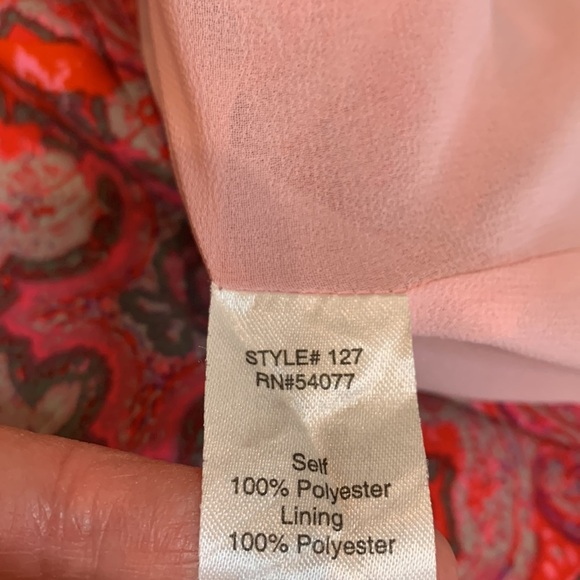 STYLE# 127
RN#54077
Self
100% Polyester
Lining
100% Polyester